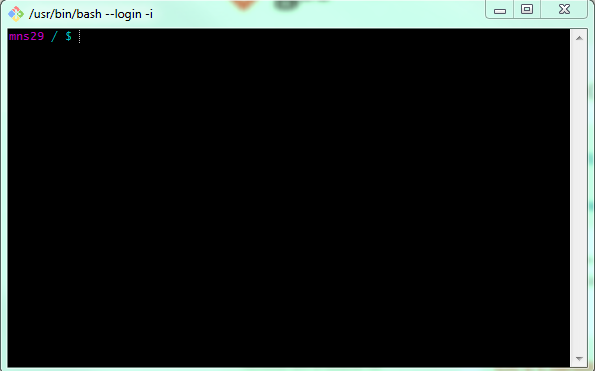 /usr/bin/bash --login -i
mns29 / $